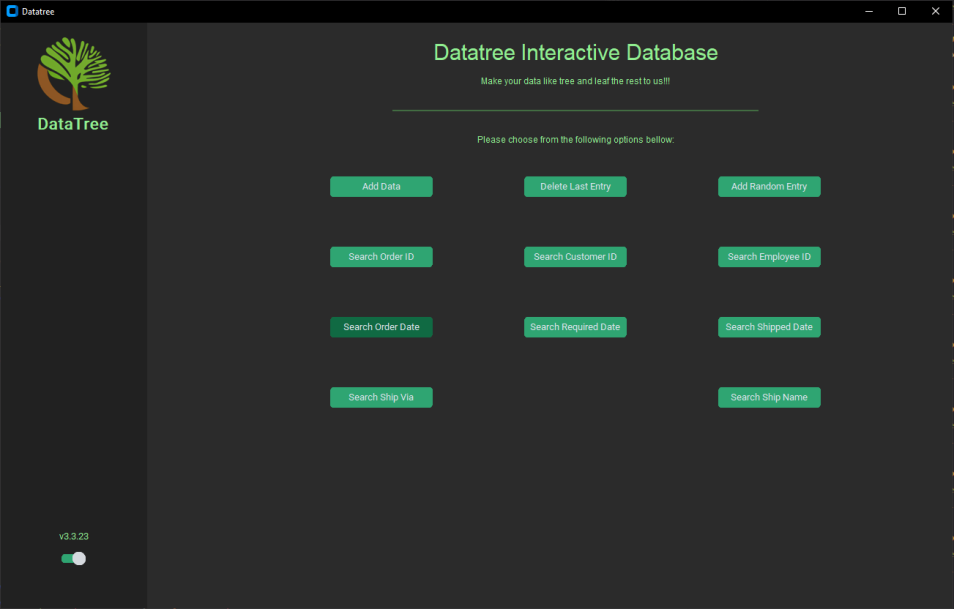 Datatree
DataTree
Datatree Interactive Database
Make your data like tree and leaf the rest to us!!!
Please choose from the following options bellow:
Add Data
Delete Last Entry
Add Random Entry
Search Order ID
Search Customer ID
Search Employee ID
Search Order Date
Search Required Date
Search Shipped Date
Search Ship Via
Search Ship Name
v3.3.23